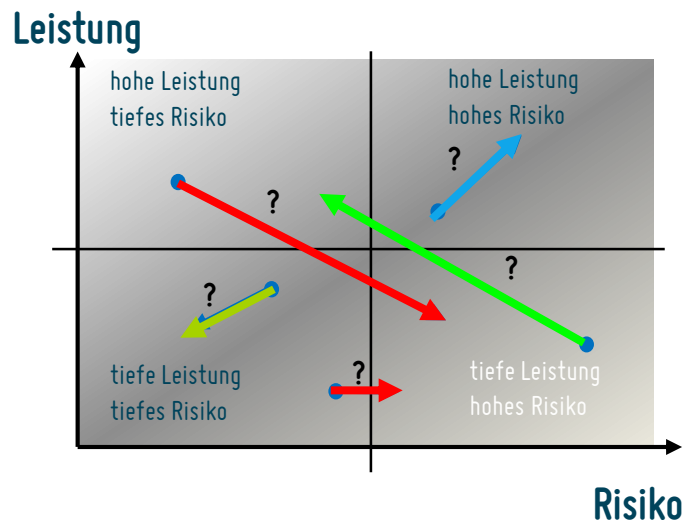 Leistung
hohe Leistung
tiefes Risiko
hohe Leistung
hohes Risiko
?
?
?
?
?
tiefe Leistung
tiefes Risiko
tiefe Leistung
hohes Risiko
Risiko